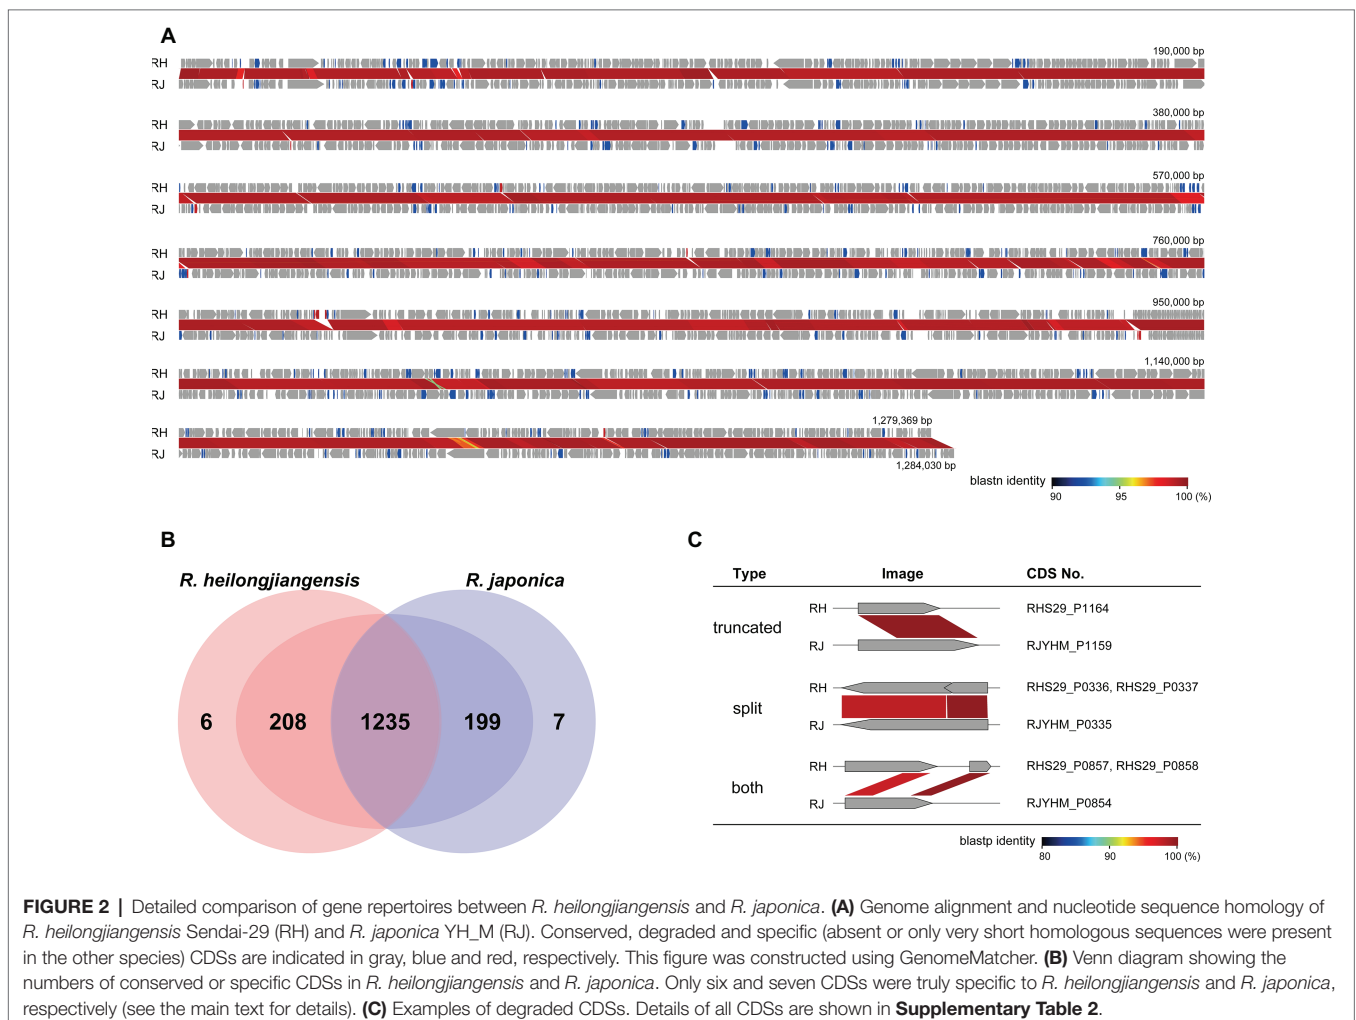 A
190,000 bp
RH
RJ
380,000 bp
RH
RJ
570,000 bp
RH
RJ
760,000 bp
RH
RJ
950,000 bp
RH
RJ
1,140,000 bp
RH
RJ
1,279,369 bp
RH
RJ
1,284,030 bp
blastn identity
90 95 100 (%)
B
R. heilongjiangensis R. japonica
6 208 1235 199 7
C
Type Image CDS No.
RH RHS29_P1164
truncated
RJ RJYHM_P1159
RH RHS29_P0336, RHS29_P0337
split
RJ RJYHM_P0335
RH RHS29_P0857, RHS29_P0858
both
RJ RJYHM_P0854
blastp identity
80 90 100 (%)
FIGURE 2 | Detailed comparison of gene repertoires between R. heilongjiangensis and R. japonica. (A) Genome alignment and nucleotide sequence homology of
R. heilongjiangensis Sendai-29 (RH) and R. japonica YH_M (RJ). Conserved, degraded and specific (absent or only very short homologous sequences were present
in the other species) CDSs are indicated in gray, blue and red, respectively. This figure was constructed using GenomeMatcher. (B) Venn diagram showing the
numbers of conserved or specific CDSs in R. heilongjiangensis and R. japonica. Only six and seven CDSs were truly specific to R. heilongjiangensis and R. japonica,
respectively (see the main text for details). (C) Examples of degraded CDSs. Details of all CDSs are shown in Supplementary Table 2.